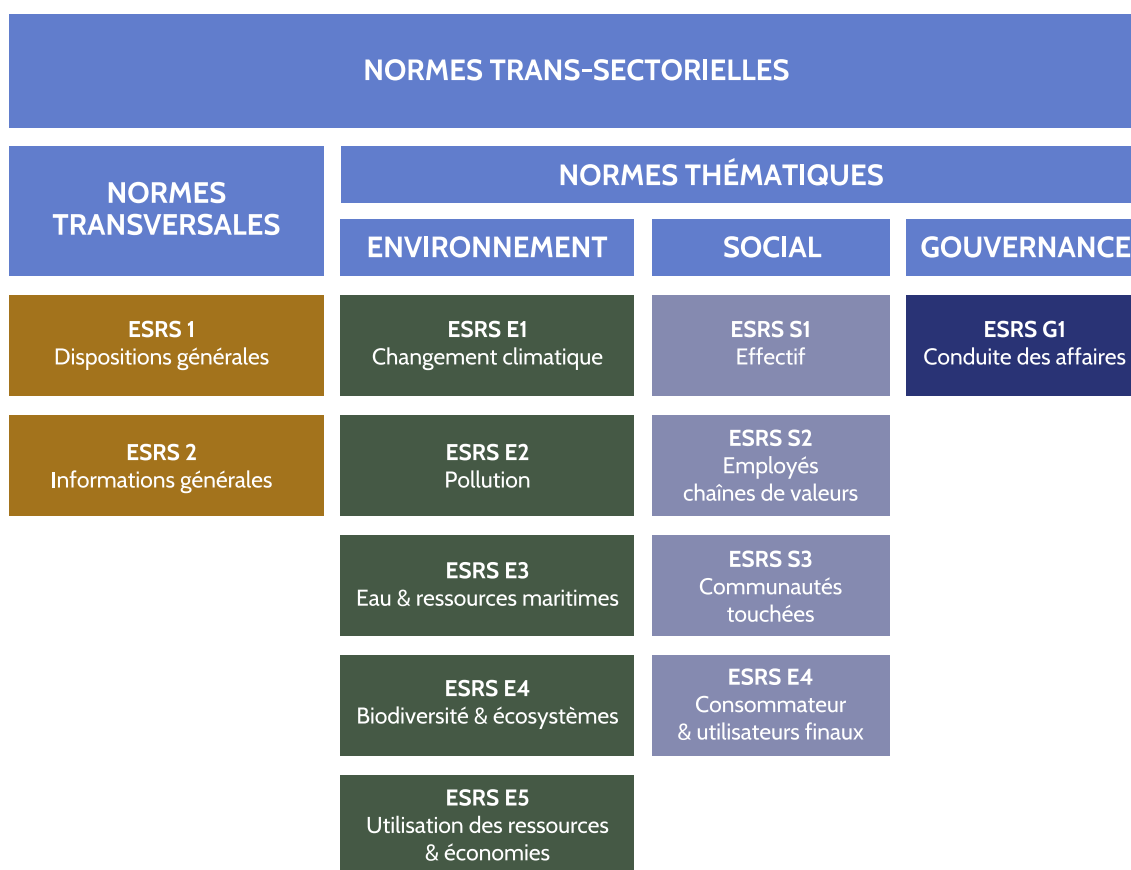 NORMES TRANS-SECTORIELLES
NORMES
TRANSVERSALES
NORMES THÉMATIQUES
ENVIRONNEMENT
SOCIAL
GOUVERNANCE
ESRS 1
Dispositions générales
ESRS 2
Informations générales
ESRS E1
Changement climatique
ESRS E2
Pollution
ESRS E3
Eau & ressources maritimes
ESRS E4
Biodiversité & écosystèmes
ESRS E5
Utilisation des ressources
& économies
ESRS S1
Effectif
ESRS S2
Employés
chaînes de valeurs
ESRS S3
Communautés
touchées
ESRS E4
Consommateur
& utilisateurs finaux
ESRS G1
Conduite des affaires